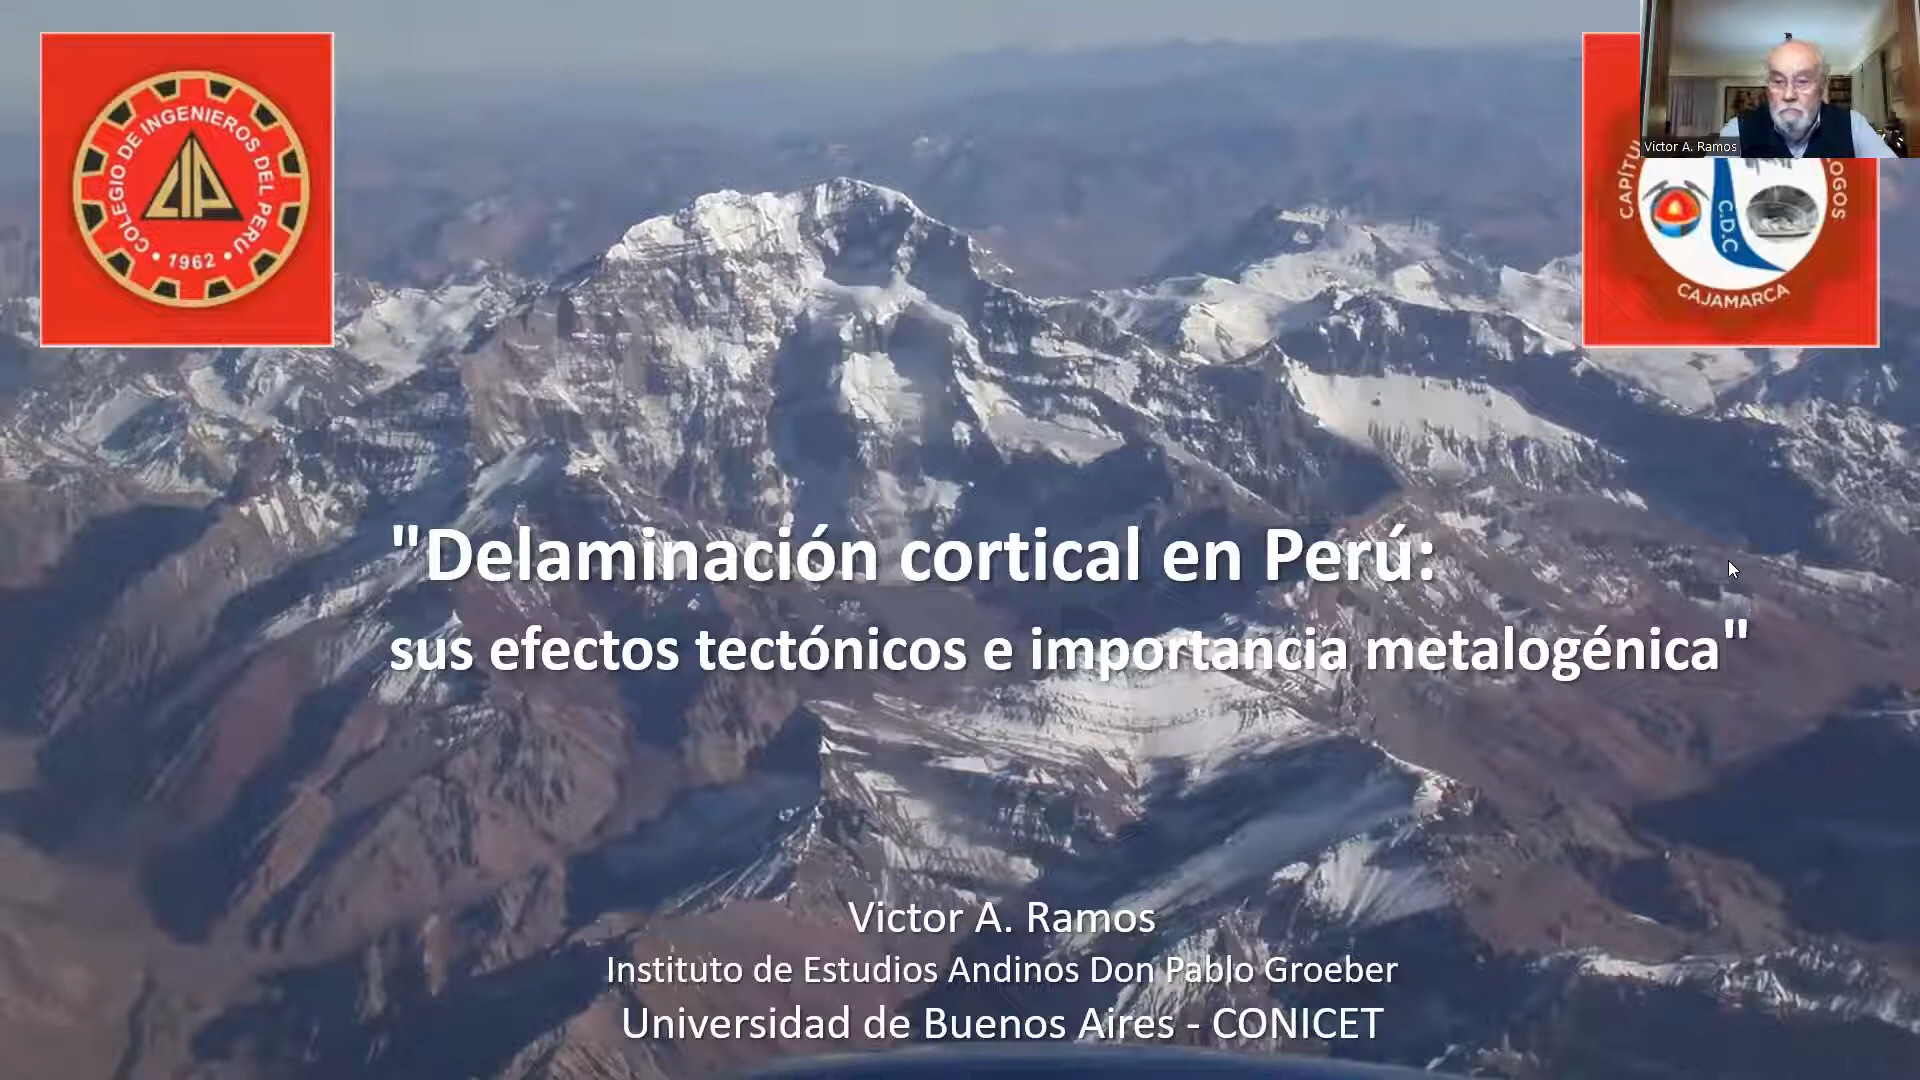 COLEGIO DE INGENIEROS DEL PERU
CIP
• 1962 •
Victor A. Ramos
C.D.C
CAJAMARCA
"Delaminación cortical en Perú:
sus efectos tectónicos e importancia metalogénica"
Victor A. Ramos
Instituto de Estudios Andinos Don Pablo Groeber
Universidad de Buenos Aires - CONICET